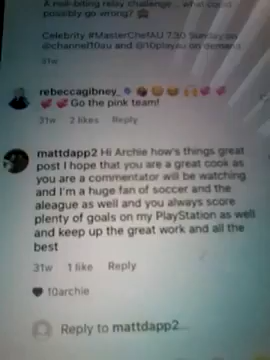 A nail-biting relay challenge... what could
possibly go wrong?
Celebrity #MasterChefAU 7.30 Sunday on
@channel10au and @10playau on demand
31w
rebeccagibney_
Go the pink team!
31w 2 likes Reply
mattdapp2 Hi Archie how's things great
post I hope that you are a great cook as
you are a commentator will be watching
and I'm a huge fan of soccer and the
aleague as well and you always score
plenty of goals on my PlayStation as well
and keep up the great work and all the
best
31w 1 like Reply
10archie
Reply to mattdapp2...